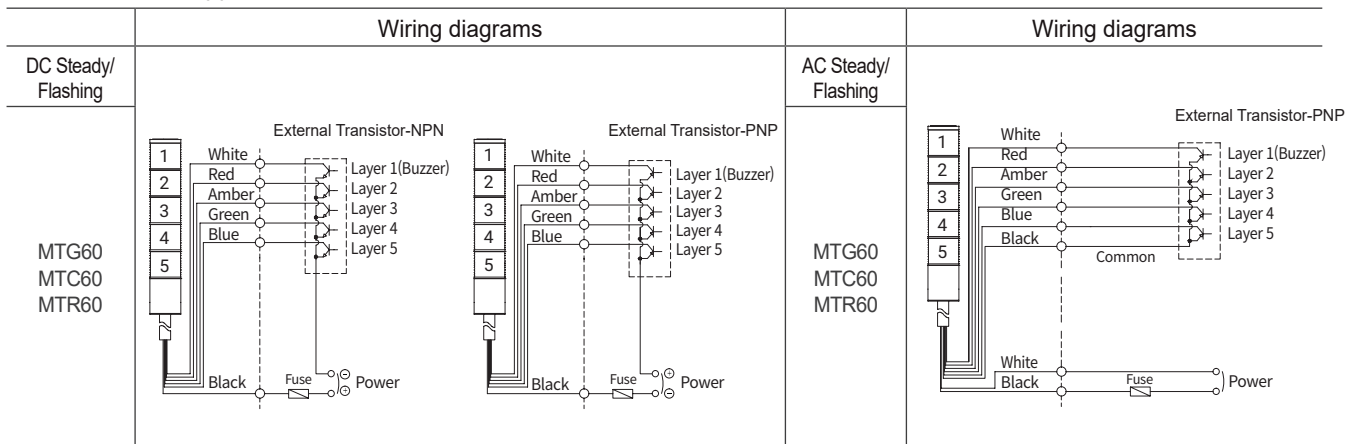 Wiring diagrams
Wiring diagrams
DC Steady/
Flashing
MTG60
MTC60
MTR60
External Transistor-NPN
1
2
3
4
5
White
Red
Amber
Green
Blue
Layer 1(Buzzer)
Layer 2
Layer 3
Layer 4
Layer 5
Black
Fuse
⊖
⊕
Power
External Transistor-PNP
1
2
3
4
5
White
Red
Amber
Green
Blue
Layer 1(Buzzer)
Layer 2
Layer 3
Layer 4
Layer 5
Black
Fuse
⊕
⊖
Power
AC Steady/
Flashing
MTG60
MTC60
MTR60
External Transistor-PNP
1
2
3
4
5
White
Red
Amber
Green
Blue
Black
Common
Layer 1(Buzzer)
Layer 2
Layer 3
Layer 4
Layer 5
White
Black
Fuse
Power